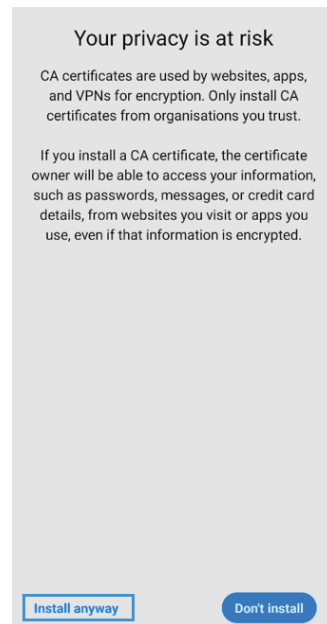 Your privacy is at risk
CA certificates are used by websites, apps,
and VPNs for encryption. Only install CA
certificates from organisations you trust.
If you install a CA certificate, the certificate
owner will be able to access your information,
such as passwords, messages, or credit card
details, from websites you visit or apps you
use, even if that information is encrypted.
Install anyway
Don't install